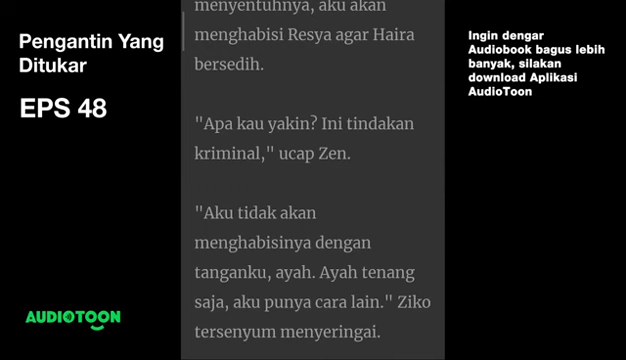 Pengantin Yang
Ditukar
EPS 48
AUDIOTOON
menyentuhnya, aku akan
menghabisi Resya agar Haira
bersedih.
"Apa kau yakin? Ini tindakan
kriminal," ucap Zen.
"Aku tidak akan
menghabisinya dengan
tanganku, ayah. Ayah tenang
saja, aku punya cara lain." Ziko
tersenyum menyeringai.
Ingin dengar
Audiobook bagus lebih
banyak, silakan
download Aplikasi
AudioToon